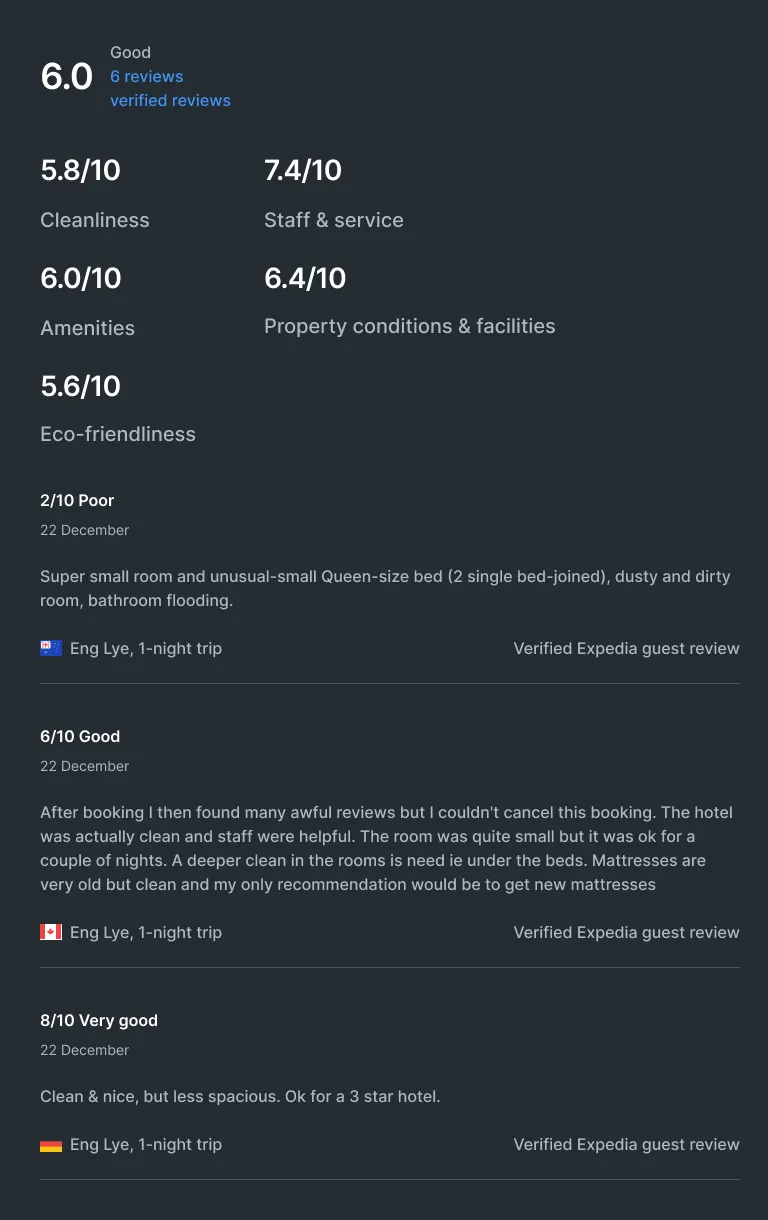 6.0
Good
6 reviews
verified reviews
5.8/10
Cleanliness
7.4/10
Staff & service
6.0/10
Amenities
6.4/10
Property conditions & facilities
5.6/10
Eco-friendliness
2/10 Poor
22 December
Super small room and unusual-small Queen-size bed (2 single bed-joined), dusty and dirty
room, bathroom flooding.
Eng Lye, 1-night trip
Verified Expedia guest review
6/10 Good
22 December
After booking I then found many awful reviews but I couldn't cancel this booking. The hotel
was actually clean and staff were helpful. The room was quite small but it was ok for a
couple of nights. A deeper clean in the rooms is need ie under the beds. Mattresses are
very old but clean and my only recommendation would be to get new mattresses
Eng Lye, 1-night trip
Verified Expedia guest review
8/10 Very good
22 December
Clean & nice, but less spacious. Ok for a 3 star hotel.
Eng Lye, 1-night trip
Verified Expedia guest review